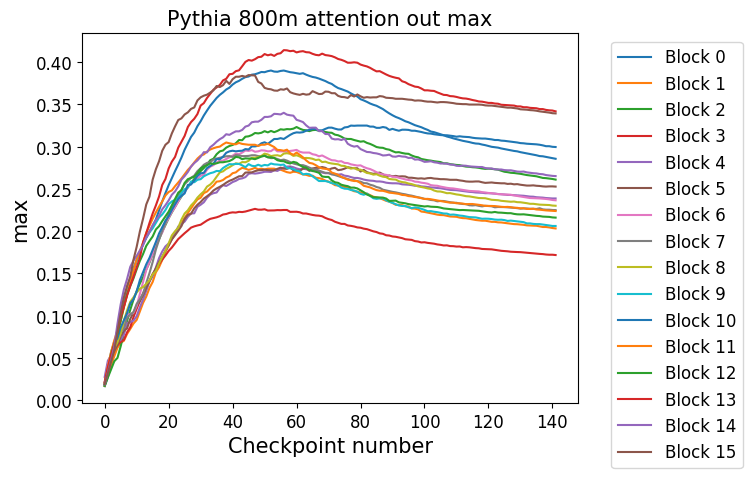 Pythia 800m attention out max
max
0.40
0.35
0.30
0.25
0.20
0.15
0.10
0.05
0.00
0 20 40 60 80 100 120 140
Checkpoint number
Block 0
Block 1
Block 2
Block 3
Block 4
Block 5
Block 6
Block 7
Block 8
Block 9
Block 10
Block 11
Block 12
Block 13
Block 14
Block 15